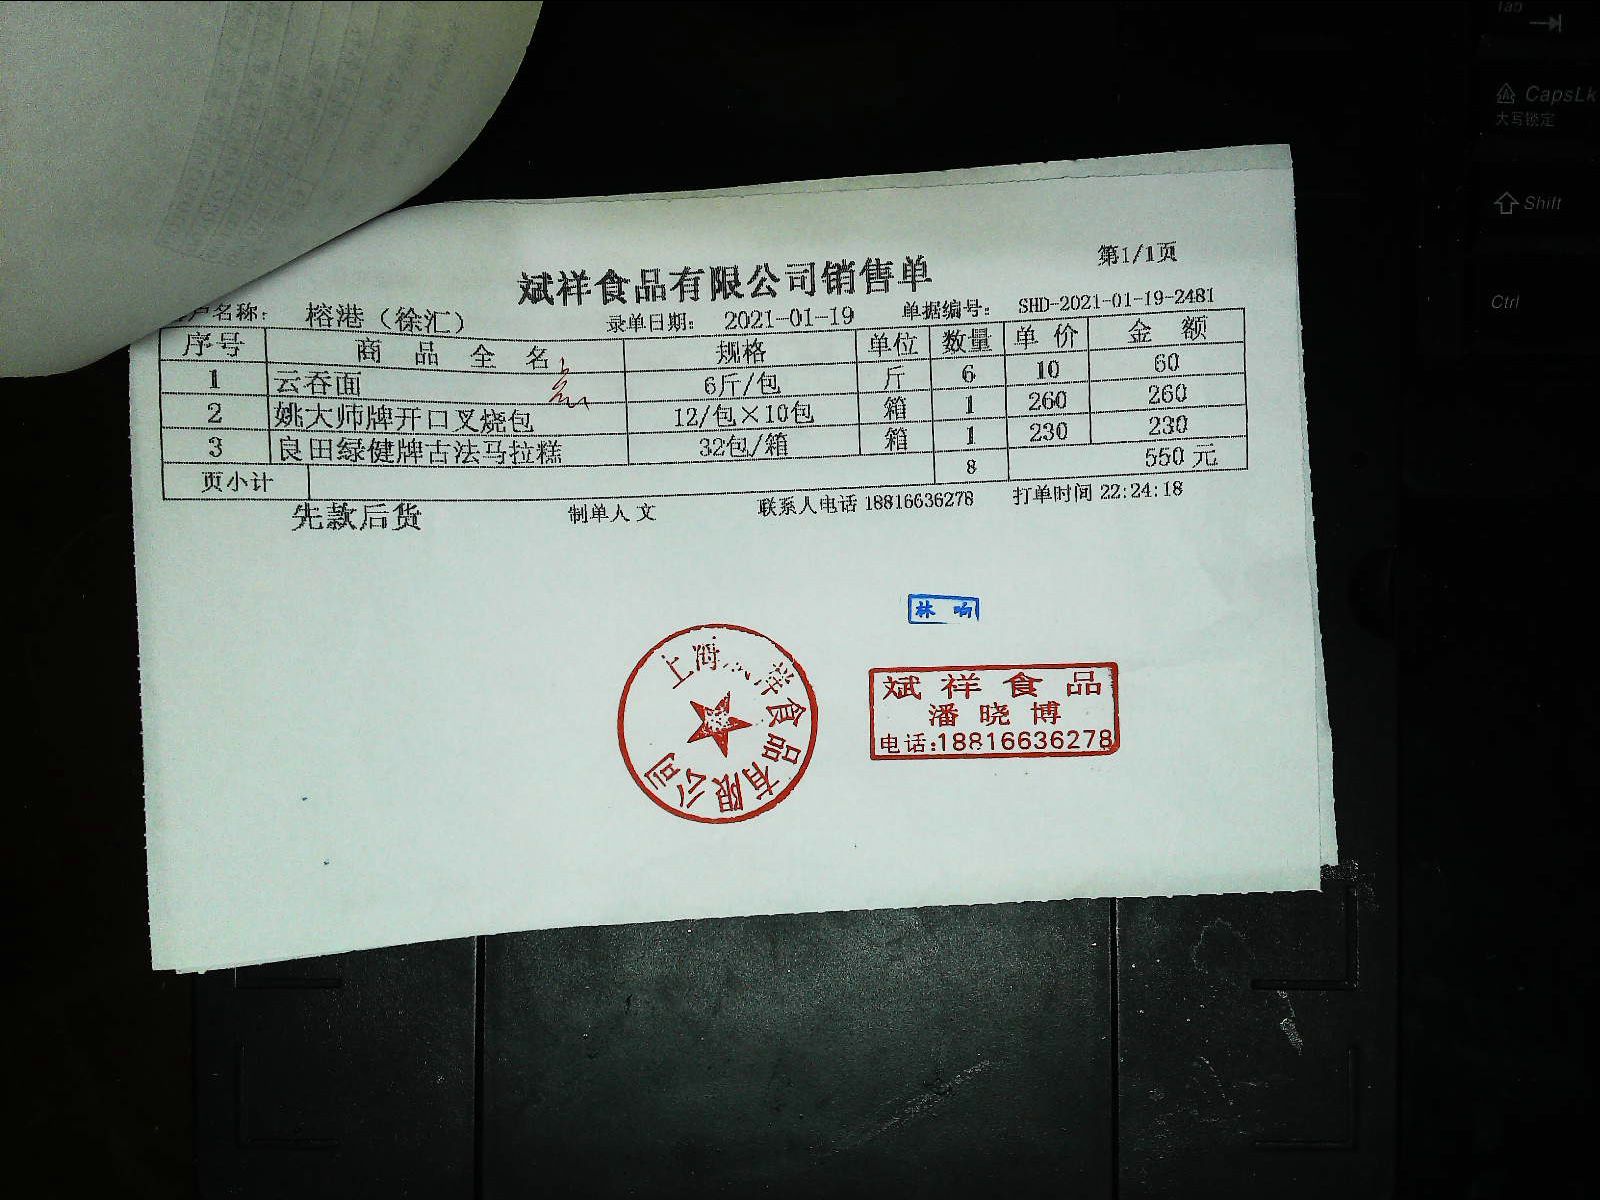 第1/1页
斌祥食品有限公司销售单
户名称： 榕港（徐汇） 录单日期： 2021-01-19 单据编号： SHD-2021-01-19-2481
序号 商品全名 规格 单位 数量 单价 金额
1 云吞面 6斤/包 斤 6 10 60
2 姚大师牌开口叉烧包 12/包×10包 箱 1 260 260
3 良田绿健牌古法马拉糕 32包/箱 箱 1 230 230
页小计 8 550 元
先款后货 制单人 文 联系人电话 18816636278 打单时间 22:24:18
林 响
上海 祥食品有限公司
斌祥食品
潘晓博
电话:18816636278
Tab
CapsLk
大写锁定
Shift
Ctrl